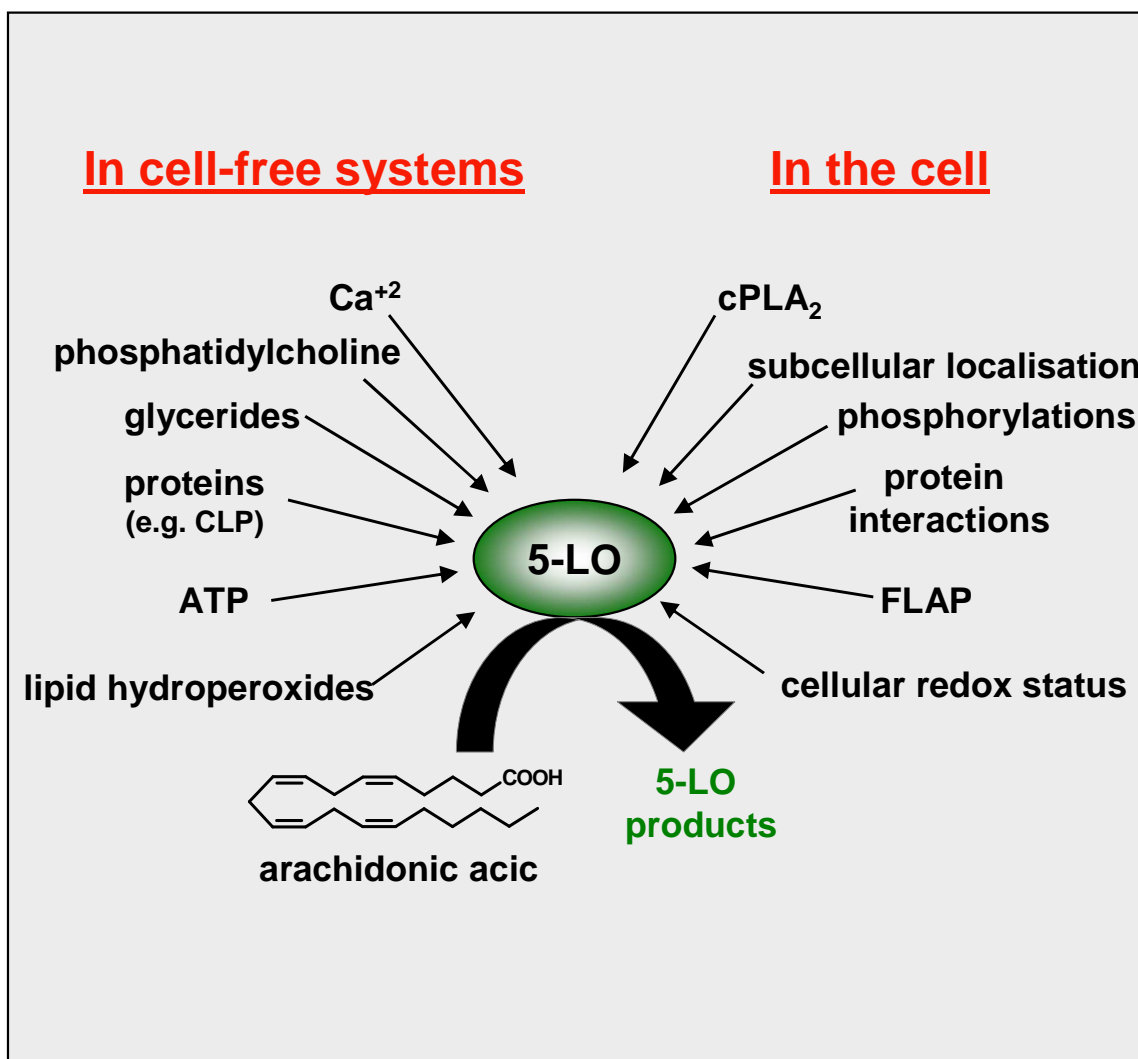 In cell-free systems
In the cell
Ca⁺²
cPLA₂
phosphatidylcholine
subcellular localisation
glycerides
phosphorylations
proteins
(e.g. CLP)
protein
interactions
5-LO
ATP
FLAP
lipid hydroperoxides
cellular redox status
COOH
5-LO
products
arachidonic acic